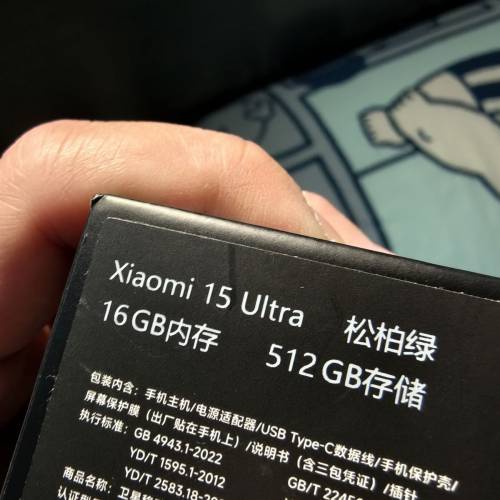 Xiaomi 15 Ultra 松柏绿
16GB内存 512GB存储
包装内含：手机主机/电源适配器/USB Type-C数据线/手机保护壳/
屏幕保护膜（出厂贴在手机上）/说明书（含三包凭证）/插针
执行标准：GB 4943.1-2022
YD/T 1595.1-2012 GB/T
YD/T 2583.18-
商品名称：卫星